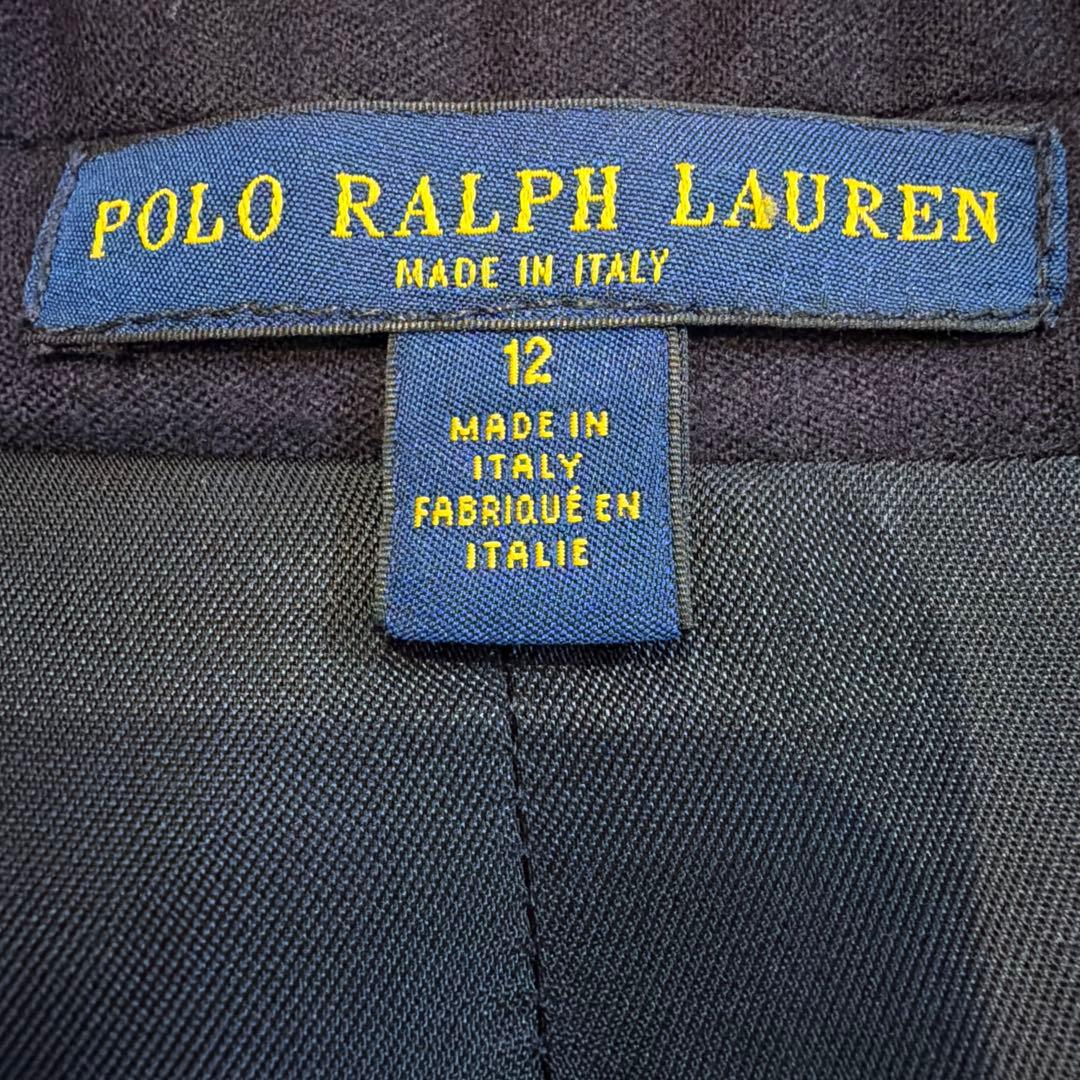 POLO RALPH LAUREN
MADE IN ITALY
12
MADE IN
ITALY
FABRIQUÉ EN
ITALIE